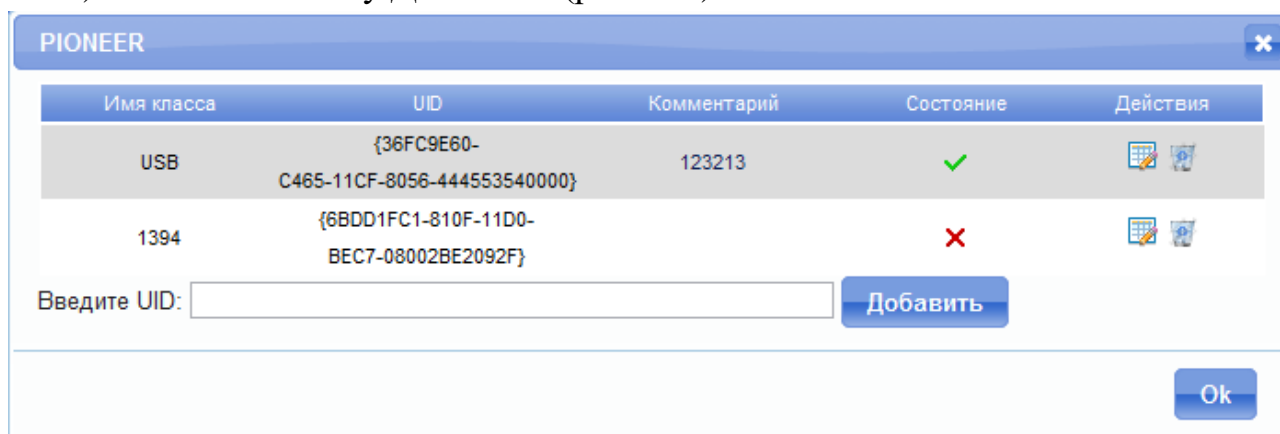 PIONEER
Имя класса UID Комментарий Состояние Действия
{36FC9E60-
USB 123213
C465-11CF-8056-444553540000}
{6BDD1FC1-810F-11D0-
1394
BEC7-08002BE2092F}
Введите UID: Добавить
Ok